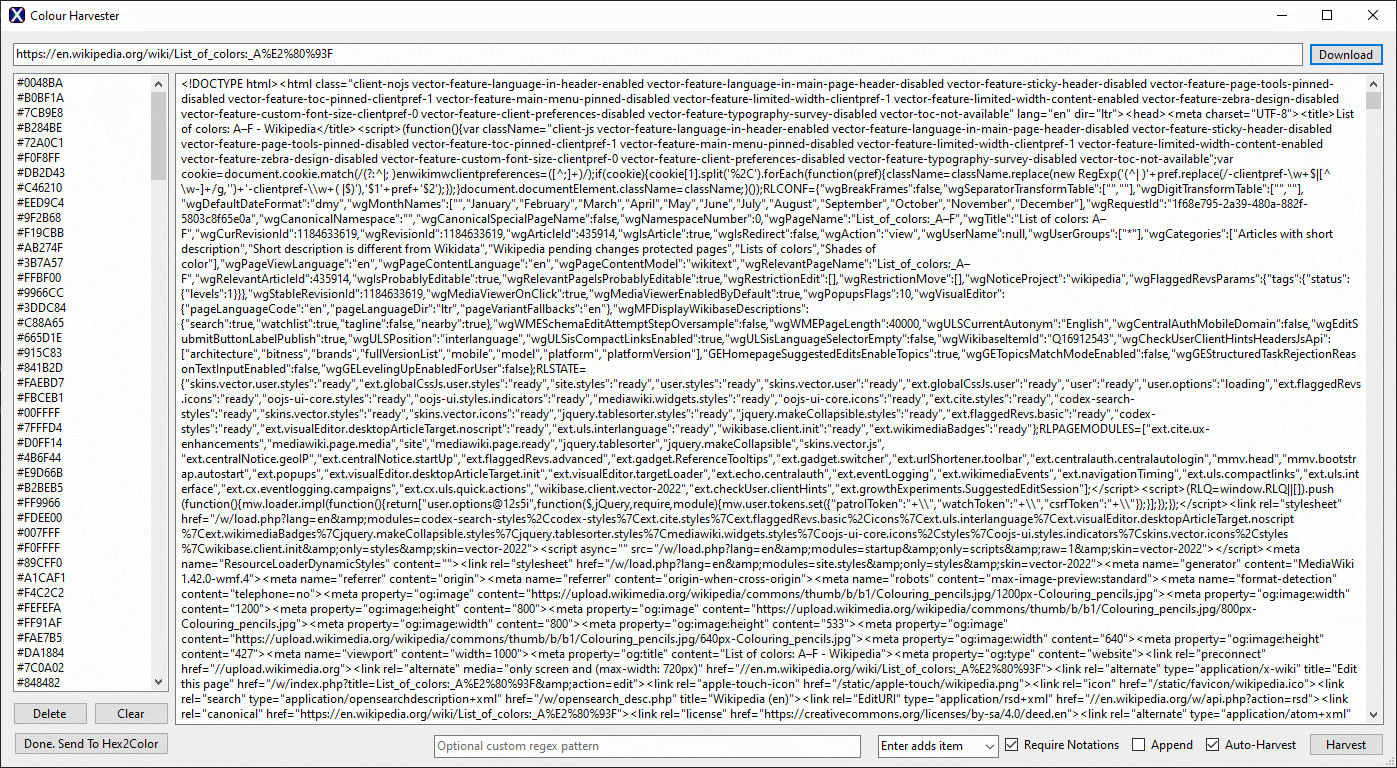 Colour Harvester
https://en.wikipedia.org/wiki/List_of_colors:_A%E2%80%93F
Download
#0048BA
#B0BF1A
#7CB9E8
#B284BE
#72A0C1
#F0F8FF
#DB2D43
#C46210
#EED9C4
#9F2B68
#F19CBB
#AB274F
#3B7A57
#FFBF00
#9966CC
#3DDC84
#C88A65
#665D1E
#915C83
#841B2D
#FAEBD7
#FBCEB1
#00FFFF
#7FFFD4
#D0FF14
#4B6F44
#E9D66B
#B2BEB5
#FF9966
#FDEE00
#007FFF
#F0FFFF
#89CFF0
#A1CAF1
#F4C2C2
#FEFEFA
#FF91AF
#FAE7B5
#DA1884
#7C0A02
#848482
<!DOCTYPE html><html class="client-nojs vector-feature-language-in-header-enabled vector-feature-language-in-main-page-header-disabled vector-feature-sticky-header-disabled vector-feature-page-tools-pinned-
disabled vector-feature-toc-pinned-clientpref-1 vector-feature-main-menu-pinned-disabled vector-feature-limited-width-clientpref-1 vector-feature-limited-width-content-enabled vector-feature-zebra-design-disabled
vector-feature-custom-font-size-clientpref-0 vector-feature-client-preferences-disabled vector-feature-typography-survey-disabled vector-toc-not-available" lang="en" dir="ltr"><head><meta charset="UTF-8"><title>List
of colors: A–F - Wikipedia</title><script>(function(){var className="client-js vector-feature-language-in-header-enabled vector-feature-language-in-main-page-header-disabled vector-feature-sticky-header-disabled
vector-feature-page-tools-pinned-disabled vector-feature-toc-pinned-clientpref-1 vector-feature-main-menu-pinned-disabled vector-feature-limited-width-clientpref-1 vector-feature-limited-width-content-enabled
vector-feature-zebra-design-disabled vector-feature-custom-font-size-clientpref-0 vector-feature-client-preferences-disabled vector-feature-typography-survey-disabled vector-toc-not-available";var
cookie=document.cookie.match(/(?:^|; )enwikimwclientpreferences=([^;]+)/);if(cookie){cookie[1].split('%2C').forEach(function(pref){className=className.replace(new RegExp('(^| )'+pref.replace(/-clientpref-\w+$|[^
\w-]+/g,'')+'-clientpref-\\w+( |$)'),'$1'+pref+'$2');});}document.documentElement.className=className;}());RLCONF={"wgBreakFrames":false,"wgSeparatorTransformTable":["",""],"wgDigitTransformTable":["",""],
"wgDefaultDateFormat":"dmy","wgMonthNames":["","January","February","March","April","May","June","July","August","September","October","November","December"],"wgRequestId":"1f68e795-2a39-480a-882f-
5803c8f65e0a","wgCanonicalNamespace":"","wgCanonicalSpecialPageName":false,"wgNamespaceNumber":0,"wgPageName":"List_of_colors:_A–F","wgTitle":"List of colors: A–
F","wgCurRevisionId":1184633619,"wgRevisionId":1184633619,"wgArticleId":435914,"wgIsArticle":true,"wgIsRedirect":false,"wgAction":"view","wgUserName":null,"wgUserGroups":["*"],"wgCategories":["Articles with short
description","Short description is different from Wikidata","Wikipedia pending changes protected pages","Lists of colors","Shades of
color"],"wgPageViewLanguage":"en","wgPageContentLanguage":"en","wgPageContentModel":"wikitext","wgRelevantPageName":"List_of_colors:_A–
F","wgRelevantArticleId":435914,"wgIsProbablyEditable":true,"wgRelevantPageIsProbablyEditable":true,"wgRestrictionEdit":[],"wgRestrictionMove":[],"wgNoticeProject":"wikipedia","wgFlaggedRevsParams":{"tags":{"status":
{"levels":1}}},"wgStableRevisionId":1184633619,"wgMediaViewerOnClick":true,"wgMediaViewerEnabledByDefault":true,"wgPopupsFlags":10,"wgVisualEditor":
{"pageLanguageCode":"en","pageLanguageDir":"ltr","pageVariantFallbacks":"en"},"wgMFDisplayWikibaseDescriptions":
{"search":true,"watchlist":true,"tagline":false,"nearby":true},"wgWMESchemaEditAttemptStepOversample":false,"wgWMEPageLength":40000,"wgULSCurrentAutonym":"English","wgCentralAuthMobileDomain":false,"wgEditS
ubmitButtonLabelPublish":true,"wgULSPosition":"interlanguage","wgULSisCompactLinksEnabled":true,"wgULSisLanguageSelectorEmpty":false,"wgWikibaseItemId":"Q16912543","wgCheckUserClientHintsHeadersJsApi":
["architecture","bitness","brands","fullVersionList","mobile","model","platform","platformVersion"],"GEHomepageSuggestedEditsEnableTopics":true,"wgGETopicsMatchModeEnabled":false,"wgGEStructuredTaskRejectionReas
onTextInputEnabled":false,"wgGELevelingUpEnabledForUser":false};RLSTATE=
{"skins.vector.user.styles":"ready","ext.globalCssJs.user.styles":"ready","site.styles":"ready","user.styles":"ready","skins.vector.user":"ready","ext.globalCssJs.user":"ready","user":"ready","user.options":"loading","ext.flaggedRevs
.icons":"ready","oojs-ui-core.styles":"ready","oojs-ui.styles.indicators":"ready","mediawiki.widgets.styles":"ready","oojs-ui-core.icons":"ready","ext.cite.styles":"ready","codex-search-
styles":"ready","skins.vector.styles":"ready","skins.vector.icons":"ready","jquery.tablesorter.styles":"ready","jquery.makeCollapsible.styles":"ready","ext.flaggedRevs.basic":"ready","codex-
styles":"ready","ext.visualEditor.desktopArticleTarget.noscript":"ready","ext.uls.interlanguage":"ready","wikibase.client.init":"ready","ext.wikimediaBadges":"ready"};RLPAGEMODULES=["ext.cite.ux-
enhancements","mediawiki.page.media","site","mediawiki.page.ready","jquery.tablesorter","jquery.makeCollapsible","skins.vector.js",
"ext.centralNotice.geoIP","ext.centralNotice.startUp","ext.flaggedRevs.advanced","ext.gadget.ReferenceTooltips","ext.gadget.switcher","ext.urlShortener.toolbar","ext.centralauth.centralautologin","mmv.head","mmv.bootstr
ap.autostart","ext.popups","ext.visualEditor.desktopArticleTarget.init","ext.visualEditor.targetLoader","ext.echo.centralauth","ext.eventLogging","ext.wikimediaEvents","ext.navigationTiming","ext.uls.compactlinks","ext.uls.int
erface","ext.cx.eventlogging.campaigns","ext.cx.uls.quick.actions","wikibase.client.vector-2022","ext.checkUser.clientHints","ext.growthExperiments.SuggestedEditSession"];</script><script>(RLQ=window.RLQ||[]).push
(function(){mw.loader.impl(function(){return["user.options@12s5i",function($,jQuery,require,module){mw.user.tokens.set({"patrolToken":"+\\","watchToken":"+\\","csrfToken":"+\\"});}];});});</script><link rel="stylesheet"
href="/w/load.php?lang=en&amp;modules=codex-search-styles%2Ccodex-styles%7Cext.cite.styles%7Cext.flaggedRevs.basic%2Cicons%7Cext.uls.interlanguage%7Cext.visualEditor.desktopArticleTarget.noscript
%7Cext.wikimediaBadges%7Cjquery.makeCollapsible.styles%7Cjquery.tablesorter.styles%7Cmediawiki.widgets.styles%7Coojs-ui-core.icons%2Cstyles%7Coojs-ui.styles.indicators%7Cskins.vector.icons%2Cstyles
%7Cwikibase.client.init&amp;only=styles&amp;skin=vector-2022"><script async="" src="/w/load.php?lang=en&amp;modules=startup&amp;only=scripts&amp;raw=1&amp;skin=vector-2022"></script><meta
name="ResourceLoaderDynamicStyles" content=""><link rel="stylesheet" href="/w/load.php?lang=en&amp;modules=site.styles&amp;only=styles&amp;skin=vector-2022"><meta name="generator" content="MediaWiki
1.42.0-wmf.4"><meta name="referrer" content="origin"><meta name="referrer" content="origin-when-cross-origin"><meta name="robots" content="max-image-preview:standard"><meta name="format-detection"
content="telephone=no"><meta property="og:image" content="https://upload.wikimedia.org/wikipedia/commons/thumb/b/b1/Colouring_pencils.jpg/1200px-Colouring_pencils.jpg"><meta property="og:image:width"
content="1200"><meta property="og:image:height" content="800"><meta property="og:image" content="https://upload.wikimedia.org/wikipedia/commons/thumb/b/b1/Colouring_pencils.jpg/800px-
Colouring_pencils.jpg"><meta property="og:image:width" content="800"><meta property="og:image:height" content="533"><meta property="og:image"
content="https://upload.wikimedia.org/wikipedia/commons/thumb/b/b1/Colouring_pencils.jpg/640px-Colouring_pencils.jpg"><meta property="og:image:width" content="640"><meta property="og:image:height"
content="427"><meta name="viewport" content="width=1000"><meta property="og:title" content="List of colors: A–F - Wikipedia"><meta property="og:type" content="website"><link rel="preconnect"
href="//upload.wikimedia.org"><link rel="alternate" media="only screen and (max-width: 720px)" href="//en.m.wikipedia.org/wiki/List_of_colors:_A%E2%80%93F"><link rel="alternate" type="application/x-wiki" title="Edit
this page" href="/w/index.php?title=List_of_colors:_A%E2%80%93F&amp;action=edit"><link rel="apple-touch-icon" href="/static/apple-touch/wikipedia.png"><link rel="icon" href="/static/favicon/wikipedia.ico"><link
rel="search" type="application/opensearchdescription+xml" href="/w/opensearch_desc.php" title="Wikipedia (en)"><link rel="EditURI" type="application/rsd+xml" href="//en.wikipedia.org/w/api.php?action=rsd"><link
rel="canonical" href="https://en.wikipedia.org/wiki/List_of_colors:_A%E2%80%93F"><link rel="license" href="https://creativecommons.org/licenses/by-sa/4.0/deed.en"><link rel="alternate" type="application/atom+xml"
Delete
Clear
Done. Send To Hex2Color
Optional custom regex pattern
Enter adds item
Require Notations
Append
Auto-Harvest
Harvest